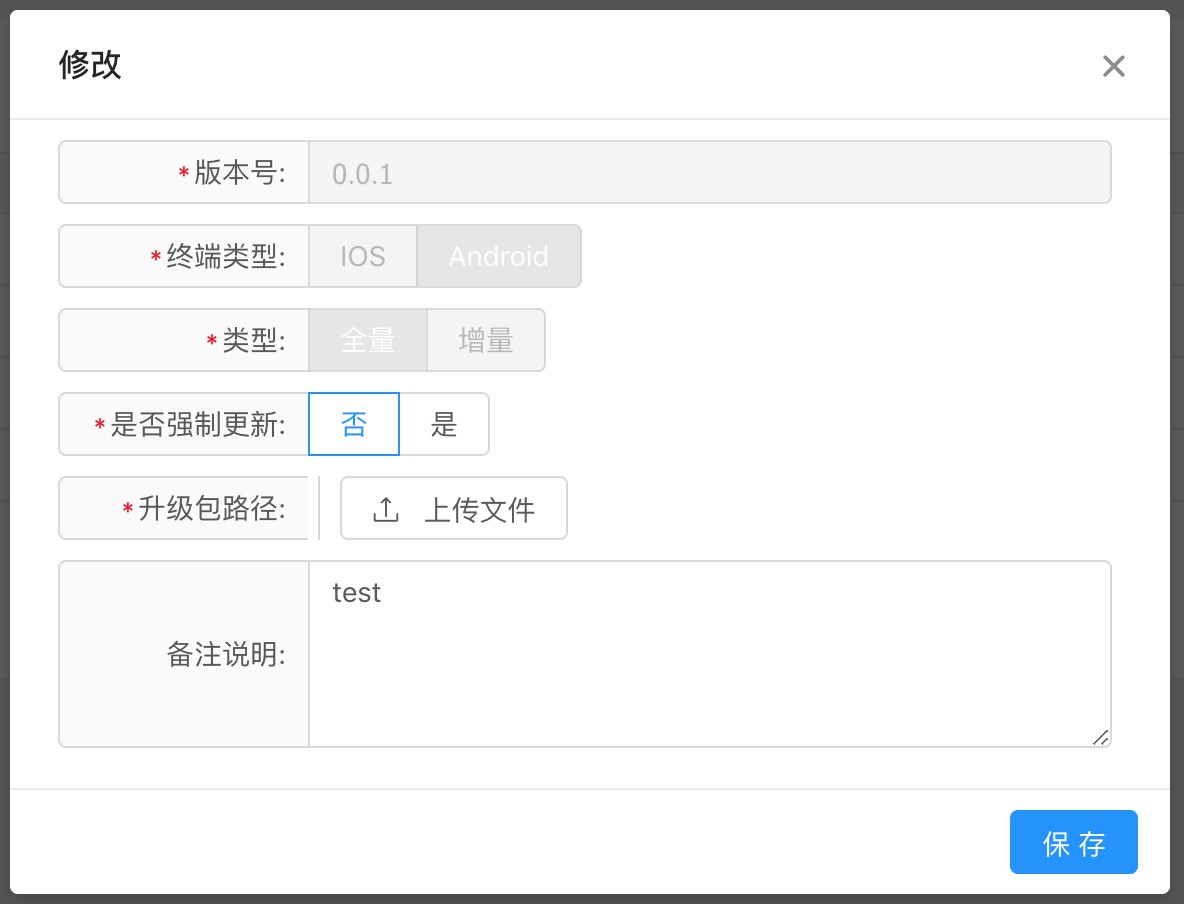 修改
*版本号: 0.0.1
*终端类型: IOS Android
*类型: 全量 增量
*是否强制更新: 否 是
*升级包路径: 上传文件
备注说明: test
保 存